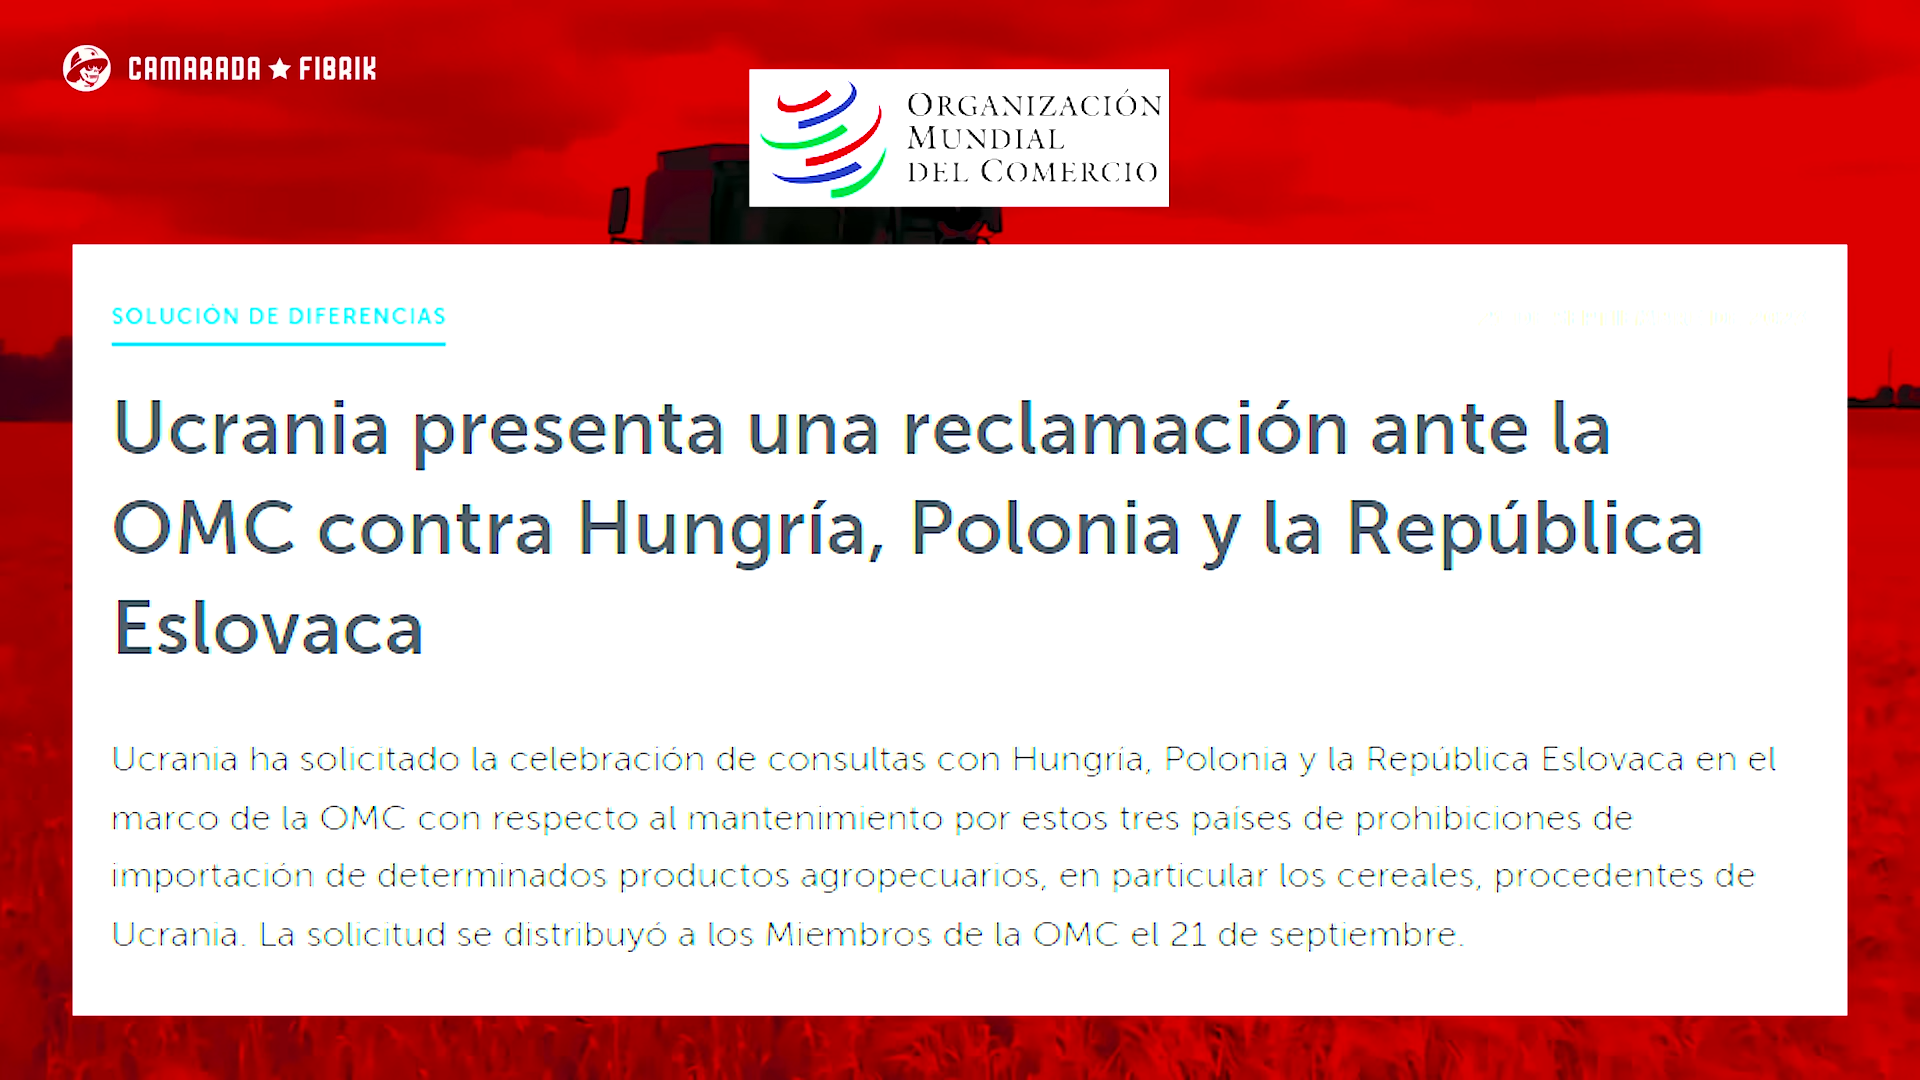 CAMARADA FIBRIK
ORGANIZACIÓN
MUNDIAL
DEL COMERCIO
SOLUCIÓN DE DIFERENCIAS
Ucrania presenta una reclamación ante la
OMC contra Hungría, Polonia y la República
Eslovaca
Ucrania ha solicitado la celebración de consultas con Hungría, Polonia y la República Eslovaca en el
marco de la OMC con respecto al mantenimiento por estos tres países de prohibiciones de
importación de determinados productos agropecuarios, en particular los cereales, procedentes de
Ucrania. La solicitud se distribuyó a los Miembros de la OMC el 21 de septiembre.